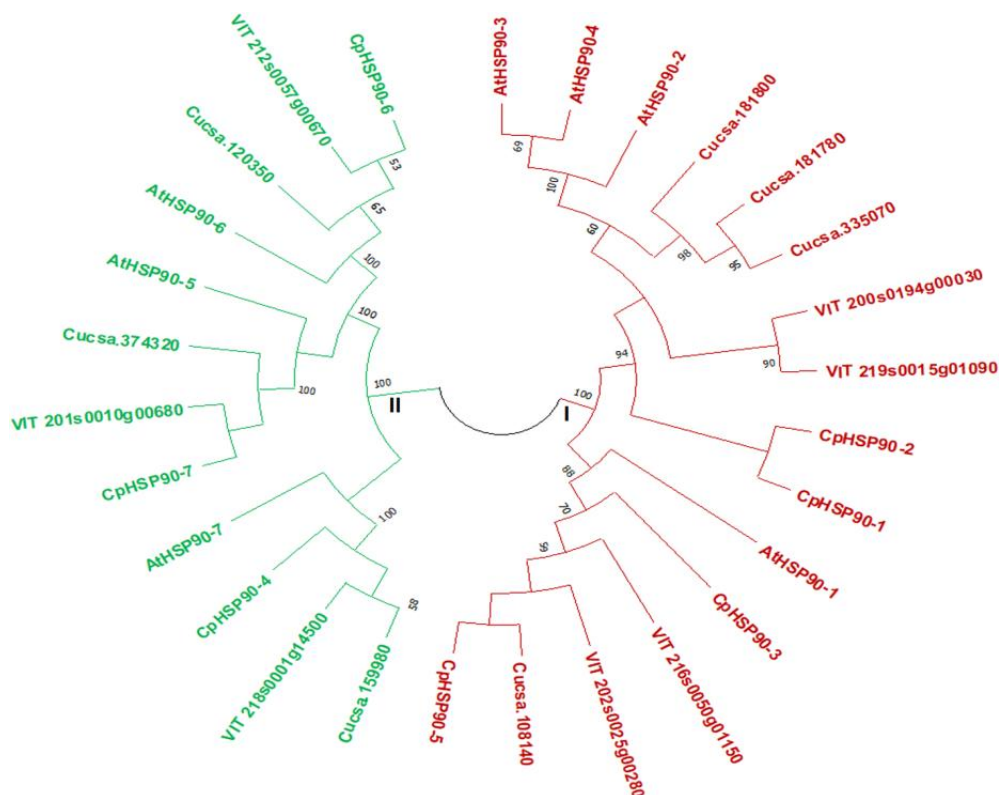 VIT 212s0057g00670
CpHSP90-6
Cucsa.120350
AtHSP90-6
AtHSP90-5
Cucsa.374320
VIT 201s0010g00680
CpHSP90-7
AtHSP90-7
CpHSP90-4
VIT 218s0001g14500
Cucsa.159980
53
65
100
100
100
100
II
100
58
AtHSP90-3
AtHSP90-4
AtHSP90-2
Cucsa.181800
Cucsa.181780
Cucsa.335070
VIT 200s0194g00030
VIT 219s0015g01090
CpHSP90-2
CpHSP90-1
AtHSP90-1
CpHSP90-3
VIT 216s0050g01150
VIT 202s0025g00280
Cucsa.108140
CpHSP90-5
69
100
60
98
90
94
100
I
88
70
59